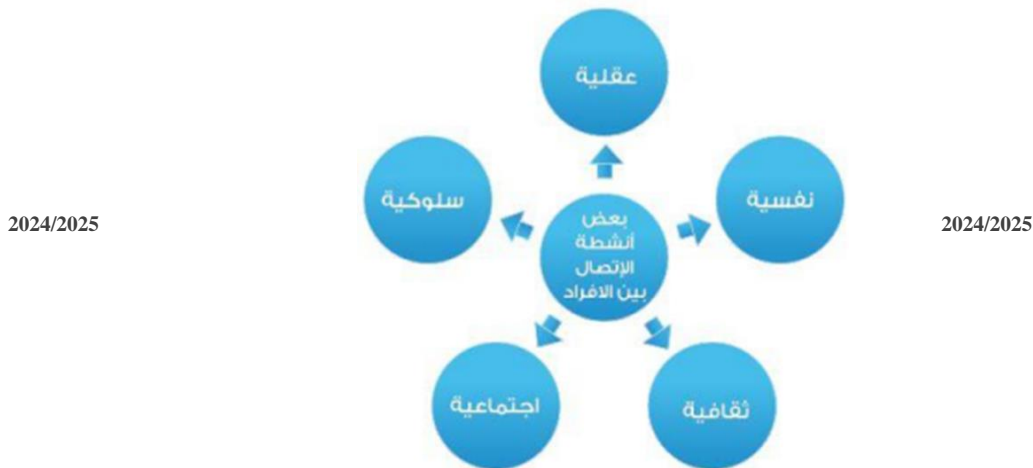 عقلية
نفسية
سلوكية
بعض
أنشطة
الإتصال
بين الافراد
2024/2025
2024/2025
ثقافية
اجتماعية